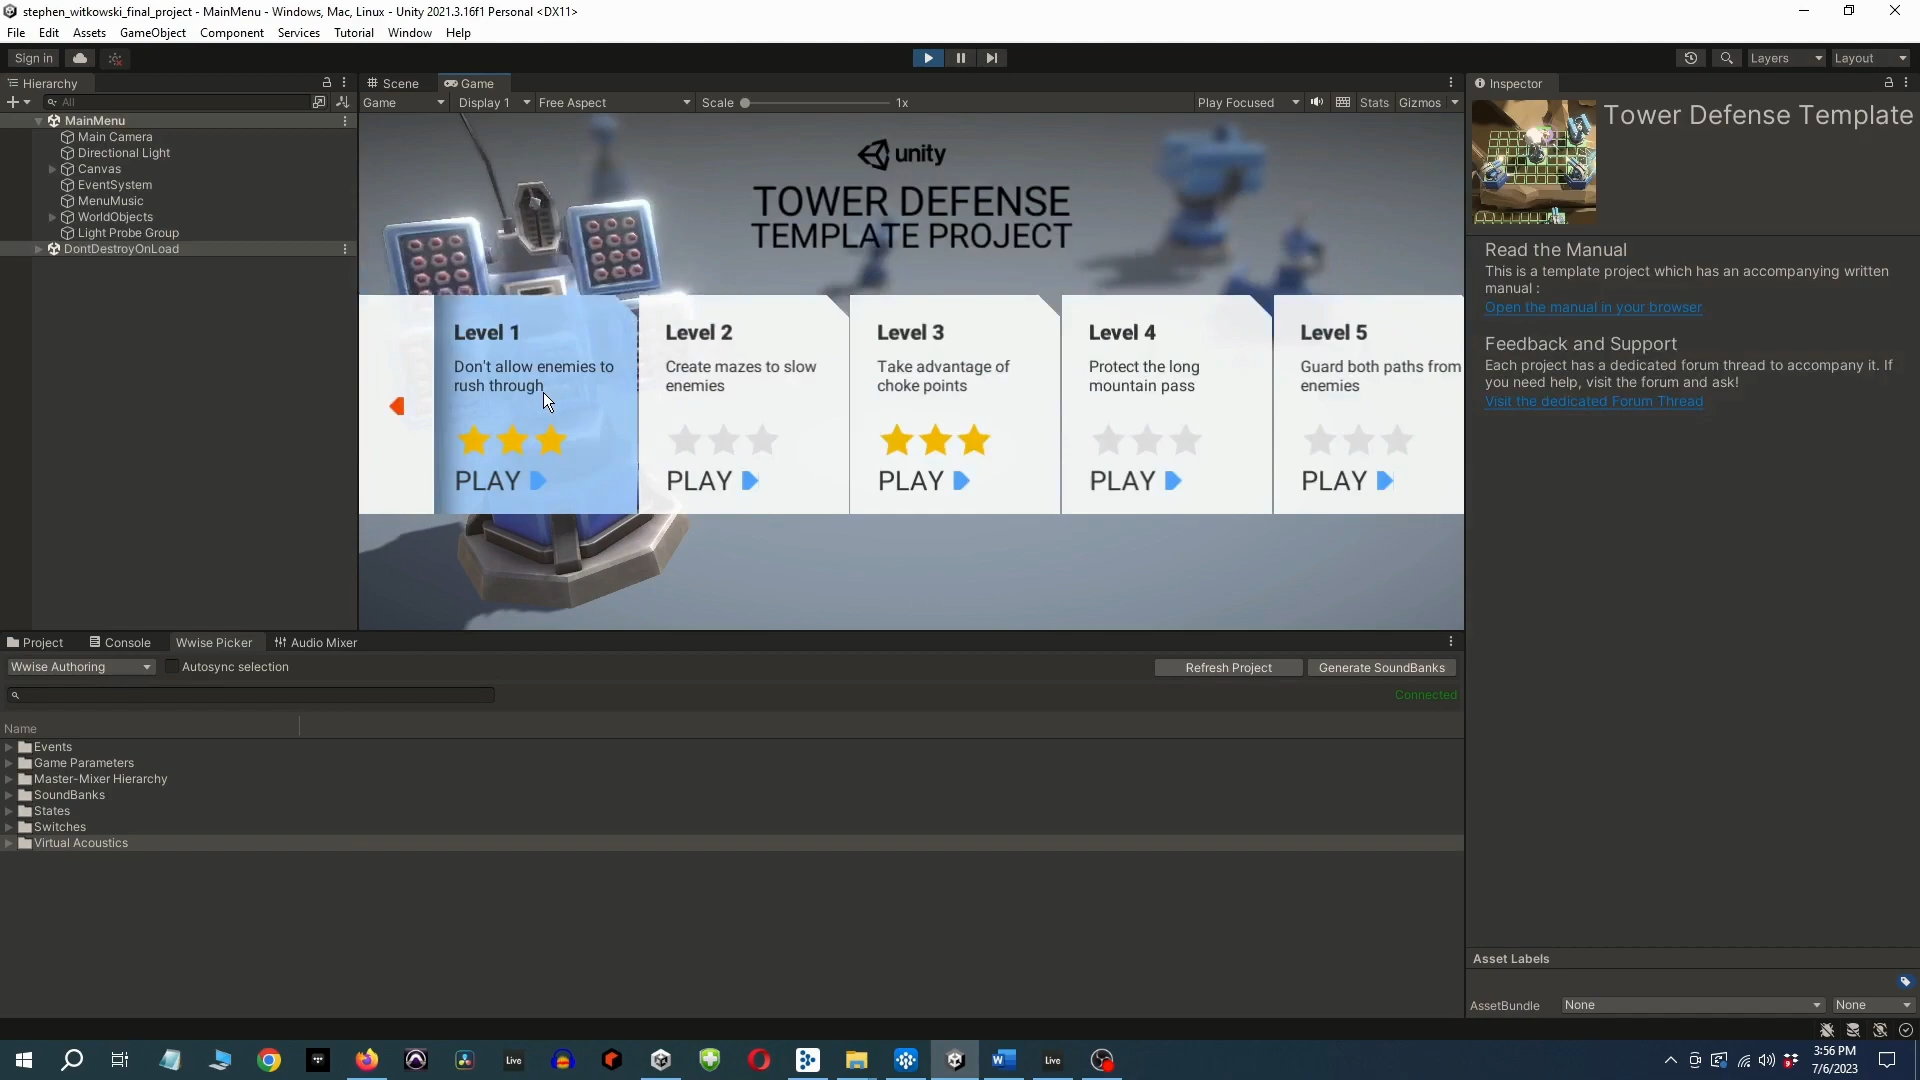 stephen_witkowski_final_project - MainMenu - Windows, Mac, Linux - Unity 2021.3.16f1 Personal <DX11>
File Edit Assets GameObject Component Services Tutorial Window Help
Sign in
Layers Layout
Hierarchy
Scene Game
Inspector
All
Game Display 1 Free Aspect Scale 1x Play Focused Stats Gizmos
MainMenu
Main Camera
Directional Light
Canvas
EventSystem
MenuMusic
WorldObjects
Light Probe Group
DontDestroyOnLoad
unity
TOWER DEFENSE
TEMPLATE PROJECT
Level 1
Don't allow enemies to
rush through
PLAY
Level 2
Create mazes to slow
enemies
PLAY
Level 3
Take advantage of
choke points
PLAY
Level 4
Protect the long
mountain pass
PLAY
Level 5
Guard both paths from
enemies
PLAY
Tower Defense Template
Read the Manual
This is a template project which has an accompanying written
manual :
Open the manual in your browser
Feedback and Support
Each project has a dedicated forum thread to accompany it. If
you need help, visit the forum and ask!
Visit the dedicated Forum Thread
Project Console Wwise Picker Audio Mixer
Wwise Authoring Autosync selection Refresh Project Generate SoundBanks
Connected
Name
Events
Game Parameters
Master-Mixer Hierarchy
SoundBanks
States
Switches
Virtual Acoustics
Asset Labels
AssetBundle None None
Live
W
Live
3:56 PM
7/6/2023